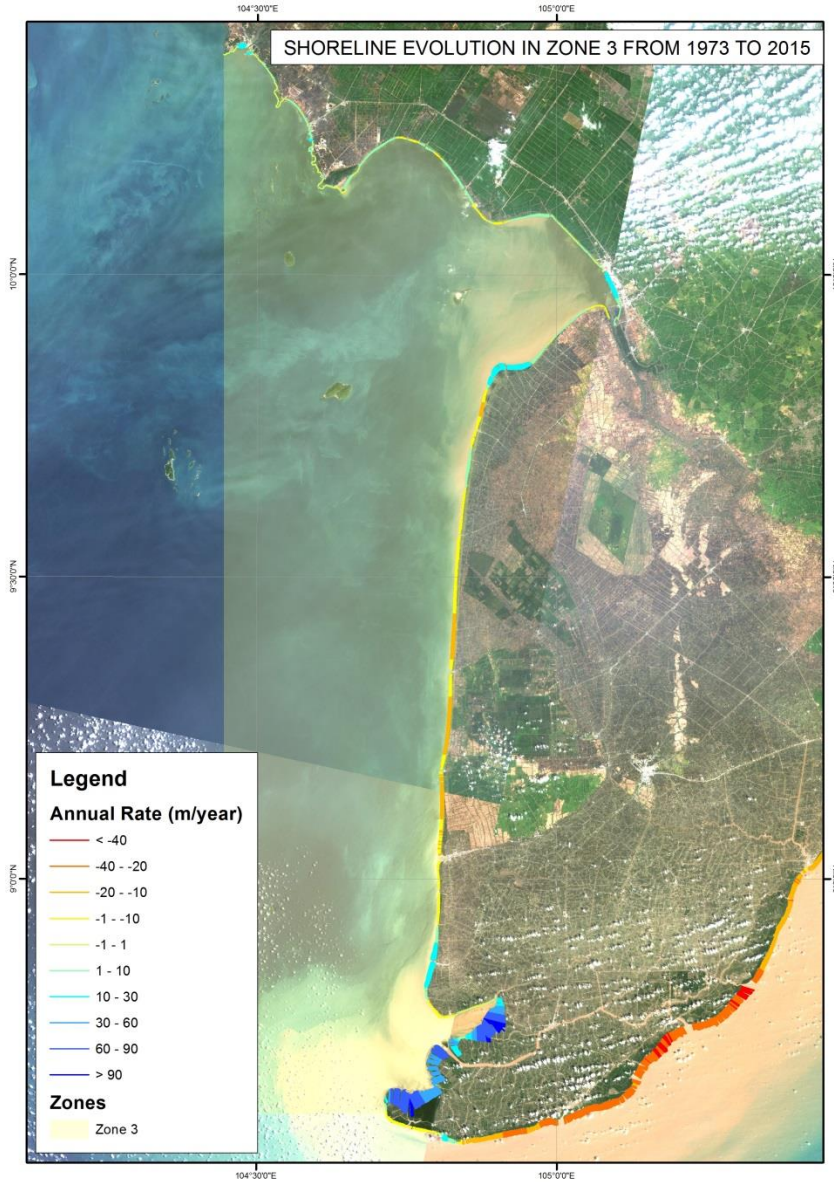 SHORELINE EVOLUTION IN ZONE 3 FROM 1973 TO 2015
104°30'0"E
105°0'0"E
10°0'0"N
9°30'0"N
9°0'0"N
Legend
Annual Rate (m/year)
< -40
-40 - -20
-20 - -10
-1 - -10
-1 - 1
1 - 10
10 - 30
30 - 60
60 - 90
> 90
Zones
Zone 3
104°30'0"E
105°0'0"E